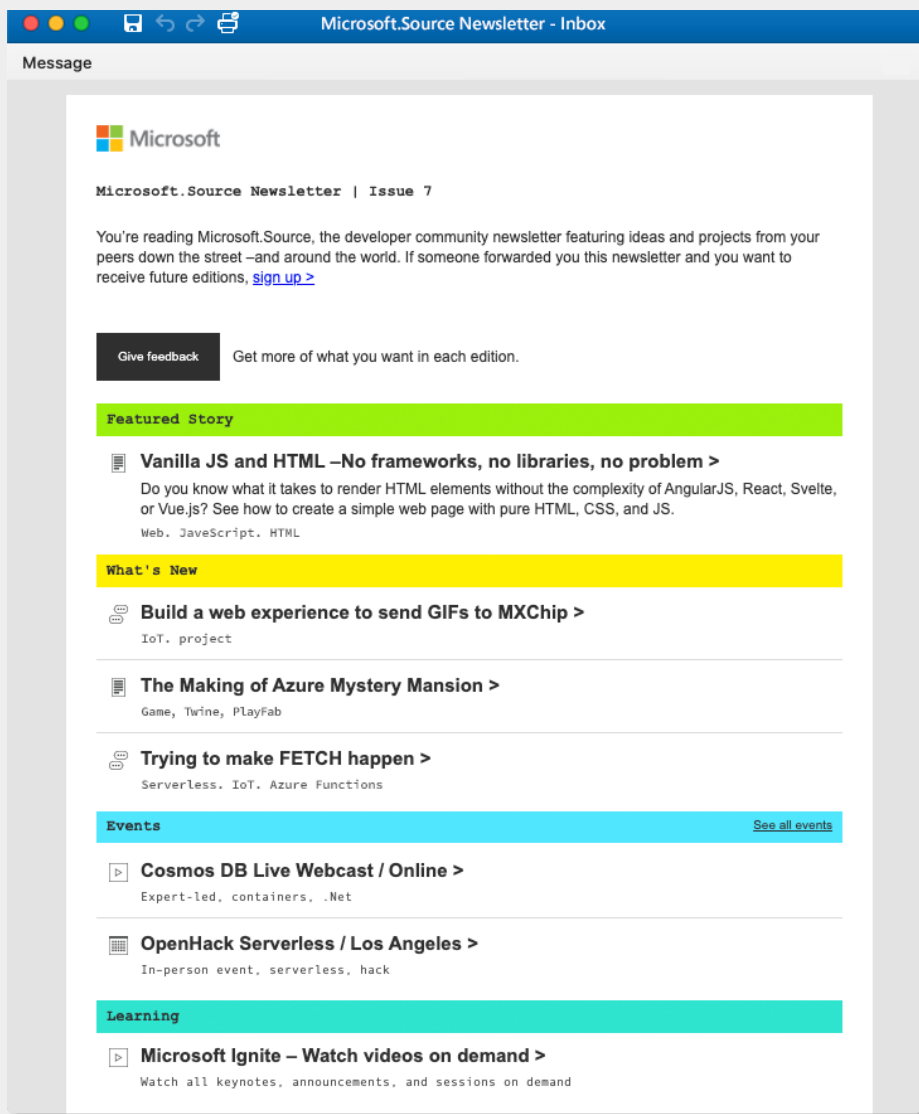 Microsoft.Source Newsletter - Inbox
Message
Microsoft
Microsoft.Source Newsletter | Issue 7
You're reading Microsoft.Source, the developer community newsletter featuring ideas and projects from your
peers down the street –and around the world. If someone forwarded you this newsletter and you want to
receive future editions, sign up >
Give feedback
Get more of what you want in each edition.
Featured Story
Vanilla JS and HTML –No frameworks, no libraries, no problem >
Do you know what it takes to render HTML elements without the complexity of AngularJS, React, Svelte,
or Vue.js? See how to create a simple web page with pure HTML, CSS, and JS.
Web. JaveScript. HTML
What's New
Build a web experience to send GIFs to MXChip >
IoT. project
The Making of Azure Mystery Mansion >
Game, Twine, PlayFab
Trying to make FETCH happen >
Serverless. IoT. Azure Functions
Events
See all events
Cosmos DB Live Webcast / Online >
Expert-led, containers, .Net
OpenHack Serverless / Los Angeles >
In-person event, serverless, hack
Learning
Microsoft Ignite – Watch videos on demand >
Watch all keynotes, announcements, and sessions on demand